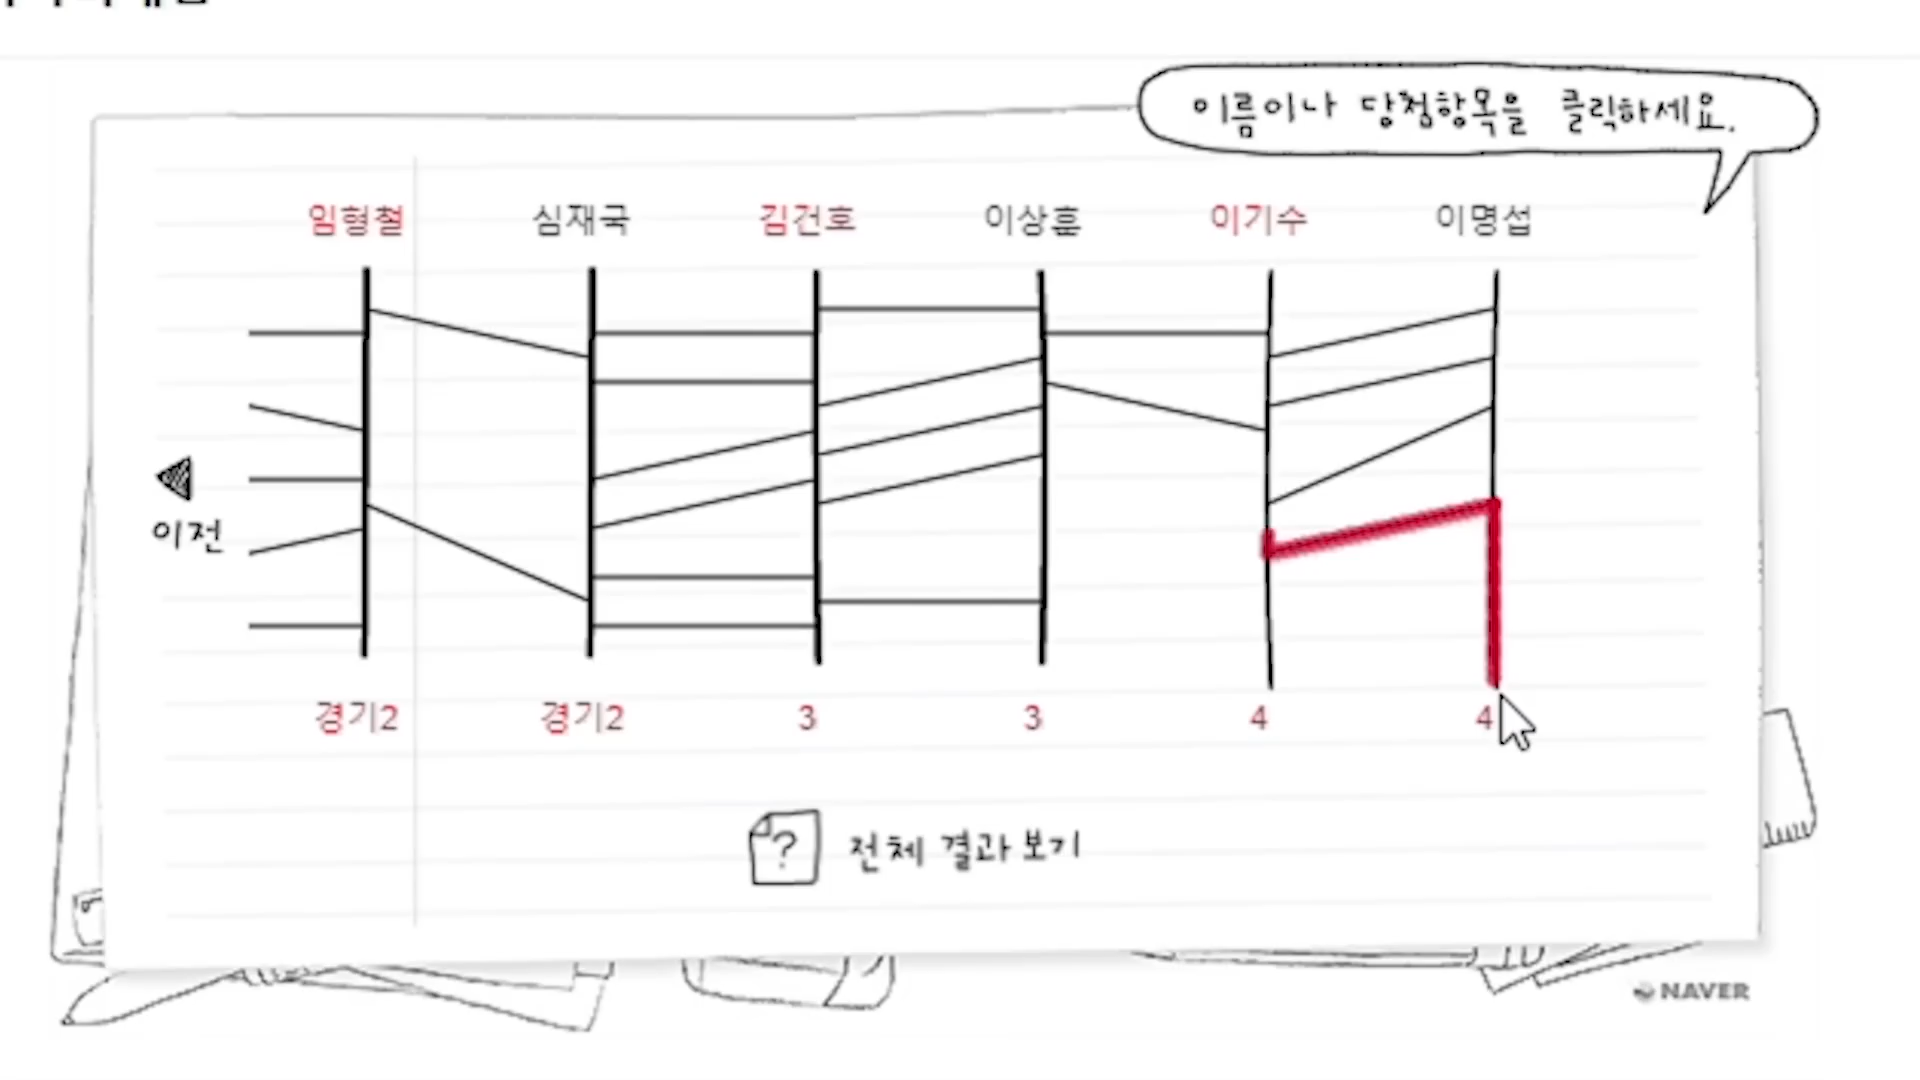 이름이나 당첨항목을 클릭하세요.
임형철 심재국 김건호 이상훈 이기수 이명섭
이전
경기2 경기2 3 3 4 4
? 전체 결과보기
NAVER